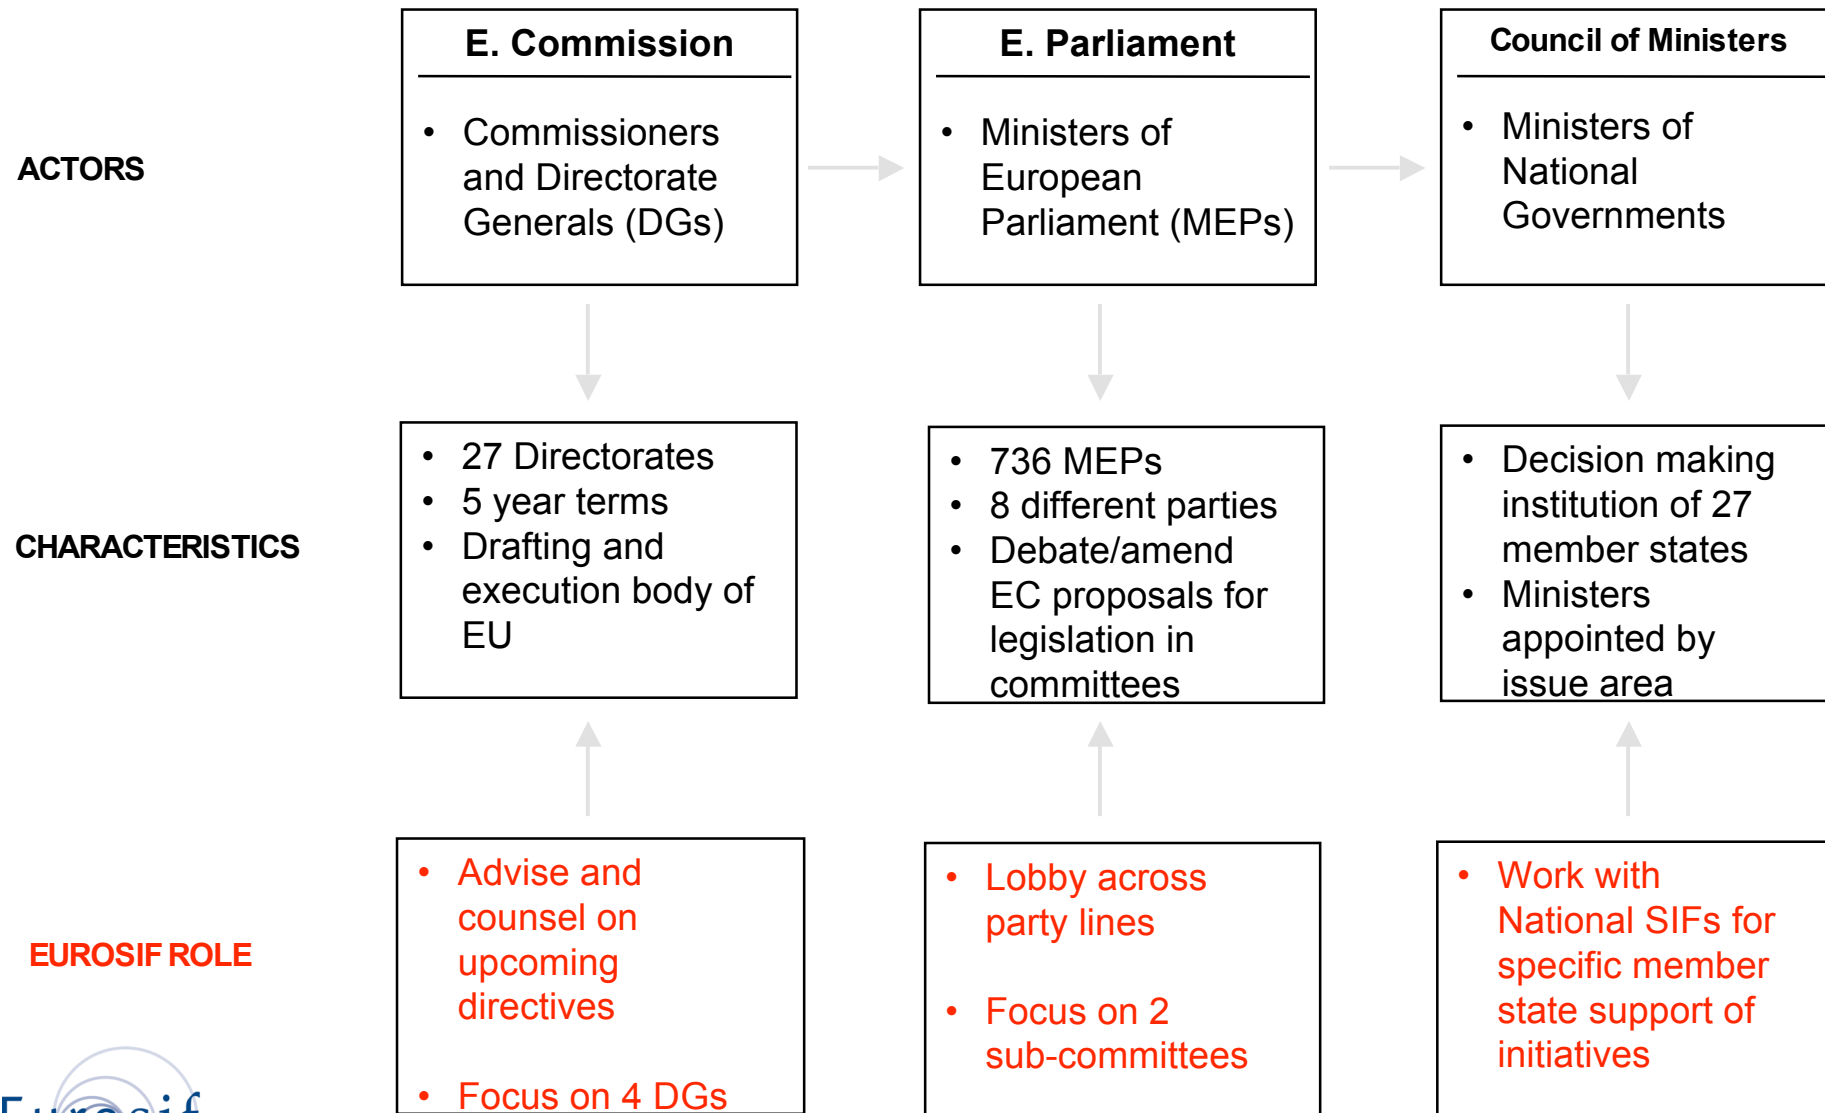 E. Commission
E. Parliament
Council of Ministers
ACTORS
• Commissioners
and Directorate
Generals (DGs)
• Ministers of
European
Parliament (MEPs)
• Ministers of
National
Governments
CHARACTERISTICS
• 27 Directorates
• 5 year terms
• Drafting and
execution body of
EU
• 736 MEPs
• 8 different parties
• Debate/amend
EC proposals for
legislation in
committees
• Decision making
institution of 27
member states
• Ministers
appointed by
issue area
EUROSIF ROLE
• Advise and
counsel on
upcoming
directives
• Focus on 4 DGs
• Lobby across
party lines
• Focus on 2
sub-committees
• Work with
National SIFs for
specific member
state support of
initiatives
Eurosif